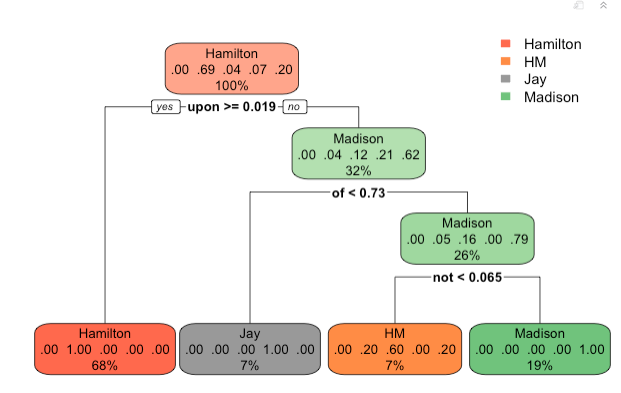 Hamilton
HM
Jay
Madison
Hamilton
.00 .69 .04 .07 .20
100%
yes upon >= 0.019 no
Madison
.00 .04 .12 .21 .62
32%
of < 0.73
Madison
.00 .05 .16 .00 .79
26%
not < 0.065
Hamilton
.00 1.00 .00 .00 .00
68%
Jay
.00 .00 .00 1.00 .00
7%
HM
.00 .20 .60 .00 .20
7%
Madison
.00 .00 .00 .00 1.00
19%